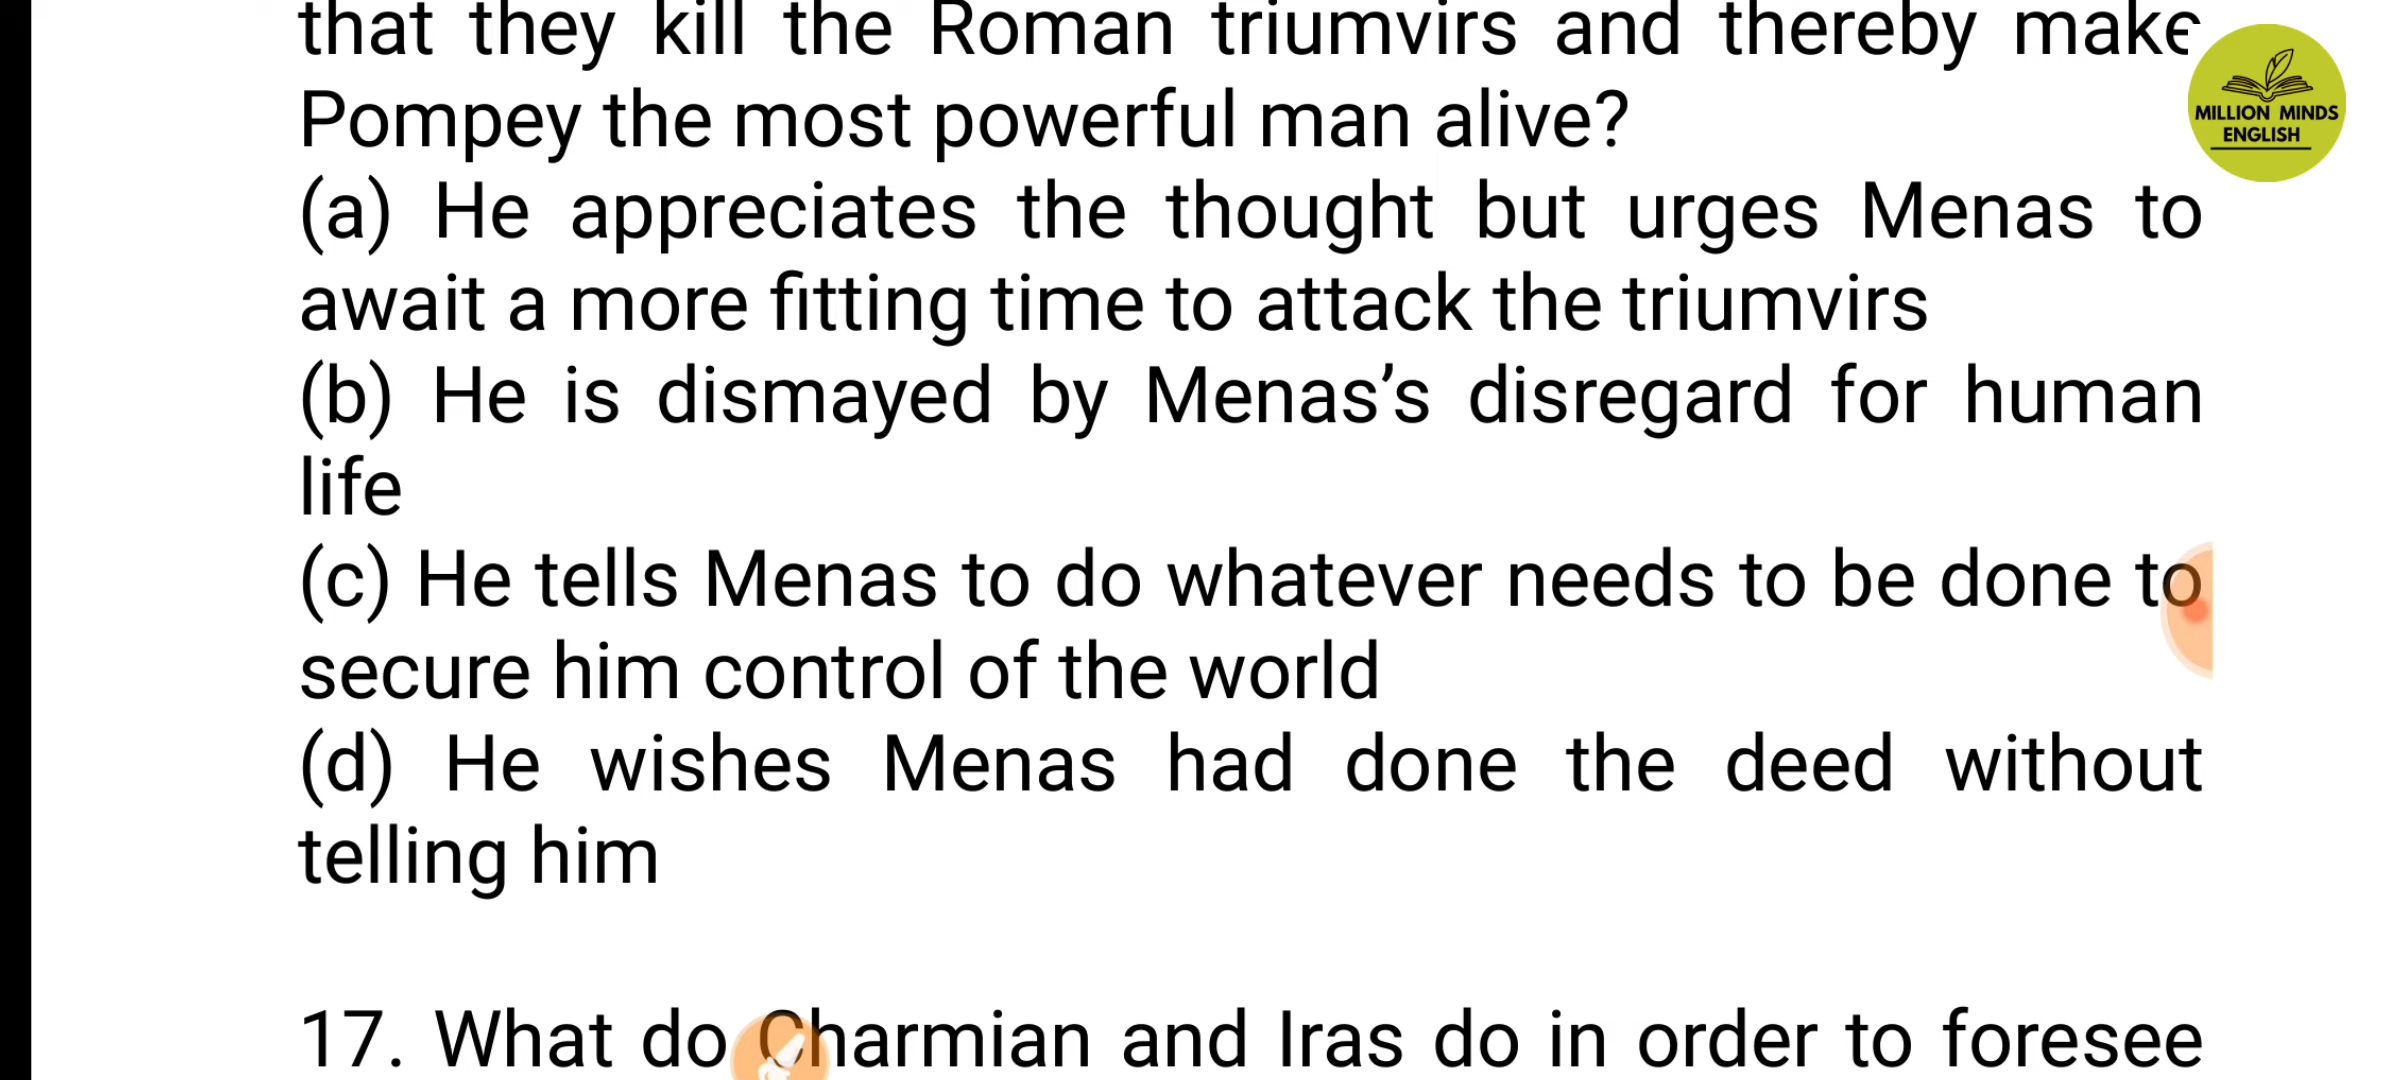 that they kill the Roman triumvirs and thereby make
Pompey the most powerful man alive?
MILLION MINDS
ENGLISH
(a) He appreciates the thought but urges Menas to
await a more fitting time to attack the triumvirs
(b) He is dismayed by Menas’s disregard for human
life
(c) He tells Menas to do whatever needs to be done to
secure him control of the world
(d) He wishes Menas had done the deed without
telling him
17. What do Charmian and Iras do in order to foresee